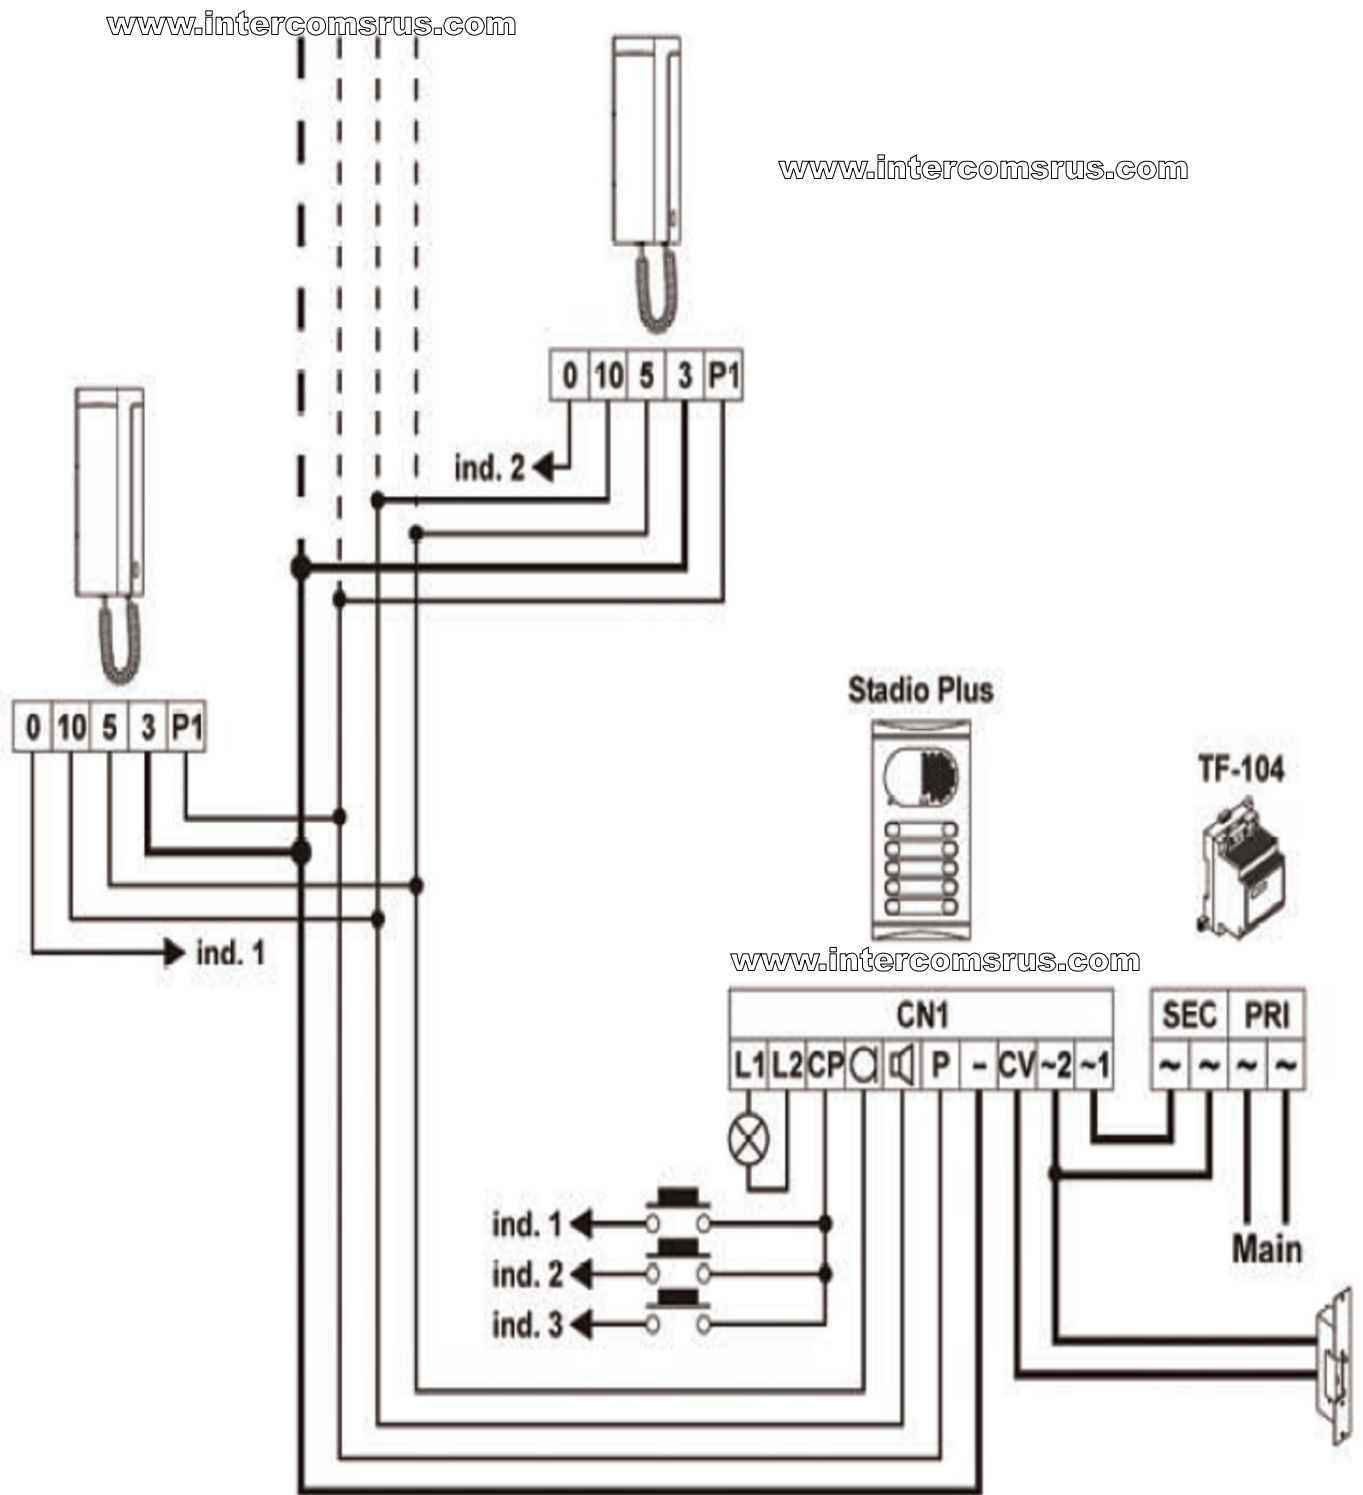 www.intercomsrus.com
www.intercomsrus.com
0 10 5 3 P1
ind. 2
Stadio Plus
0 10 5 3 P1
TF-104
ind. 1
www.intercomsrus.com
CN1
SEC PRI
L1 L2 CP P - CV ~2 ~1
~ ~ ~ ~
ind. 1
ind. 2
ind. 3
Main